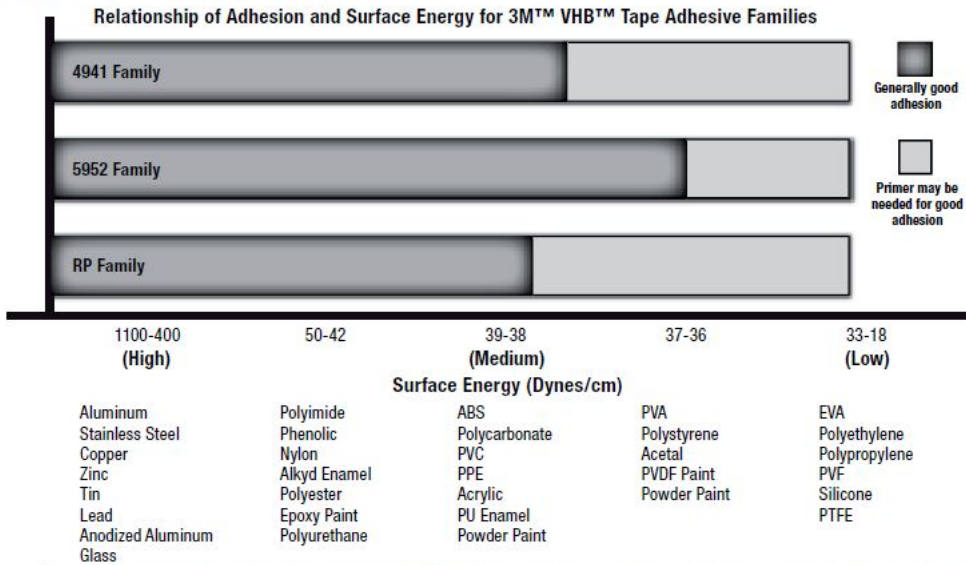 Relationship of Adhesion and Surface Energy for 3M™ VHB™ Tape Adhesive Families
4941 Family
5952 Family
RP Family
Generally good
adhesion
Primer may be
needed for good
adhesion
1100-400
(High)
50-42
39-38
(Medium)
37-36
33-18
(Low)
Surface Energy (Dynes/cm)
Aluminum
Stainless Steel
Copper
Zinc
Tin
Lead
Anodized Aluminum
Glass
Polyimide
Phenolic
Nylon
Alkyd Enamel
Polyester
Epoxy Paint
Polyurethane
ABS
Polycarbonate
PVC
PPE
Acrylic
PU Enamel
Powder Paint
PVA
Polystyrene
Acetal
PVDF Paint
Powder Paint
EVA
Polyethylene
Polypropylene
PVF
Silicone
PTFE